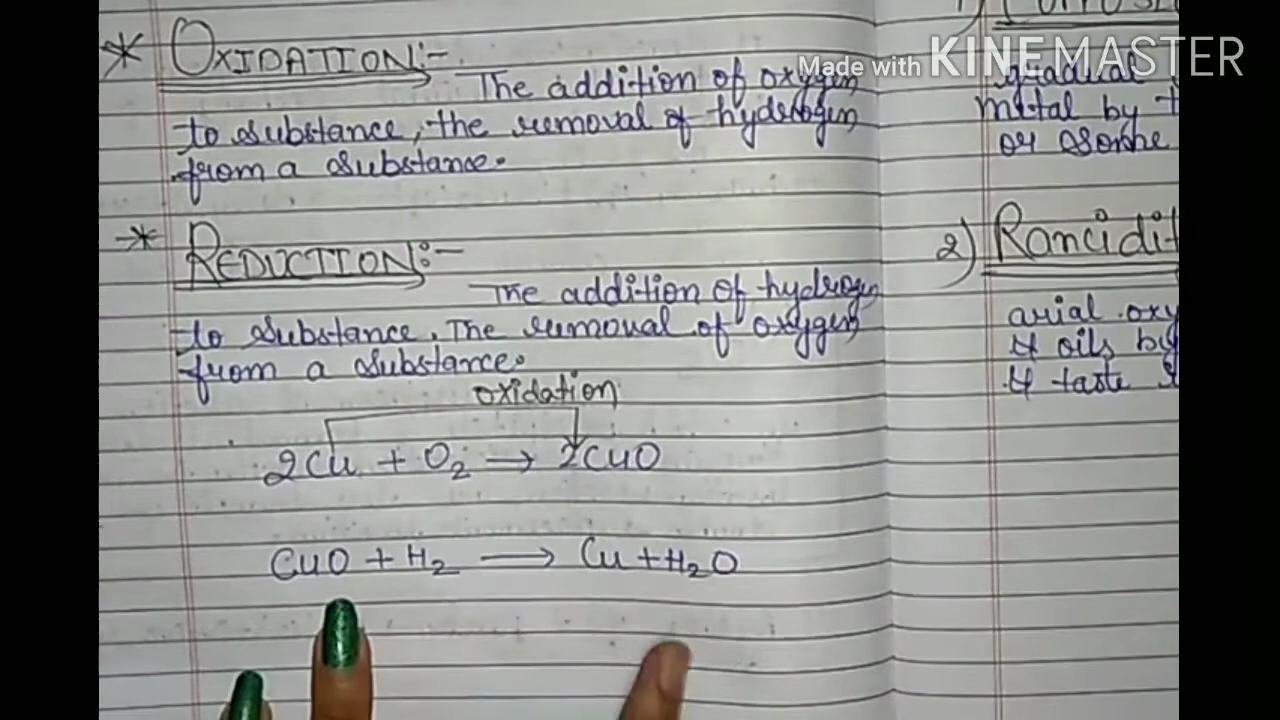 * OXIDATION:-
The addition of oxygen
to substance, the removal of hydrogen
from a substance.
* REDUCTION:-
The addition of hydrogen
to substance. The removal of oxygen
from a substance.
oxidation
2Cu + O2 → 2CuO
CuO + H2 → Cu + H2O
Made with KINEMASTER
1)
gradual
metal by
or some
2) Rancidit
arial oxy
& oils by
& taste